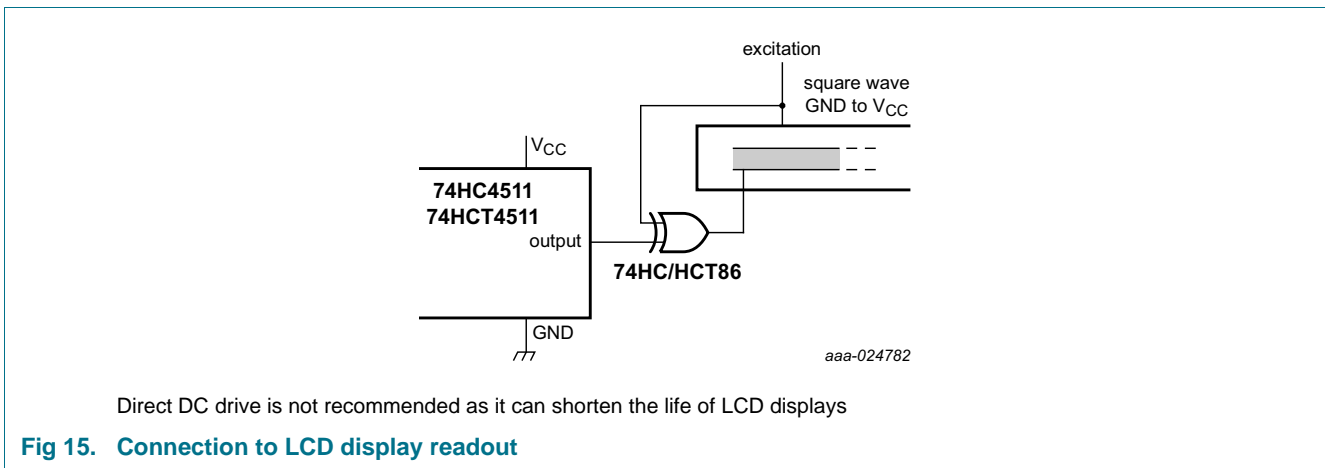 excitation
square wave
GND to VCC
VCC
74HC4511
74HCT4511
output
74HC/HCT86
GND
aaa-024782
Direct DC drive is not recommended as it can shorten the life of LCD displays
Fig 15. Connection to LCD display readout